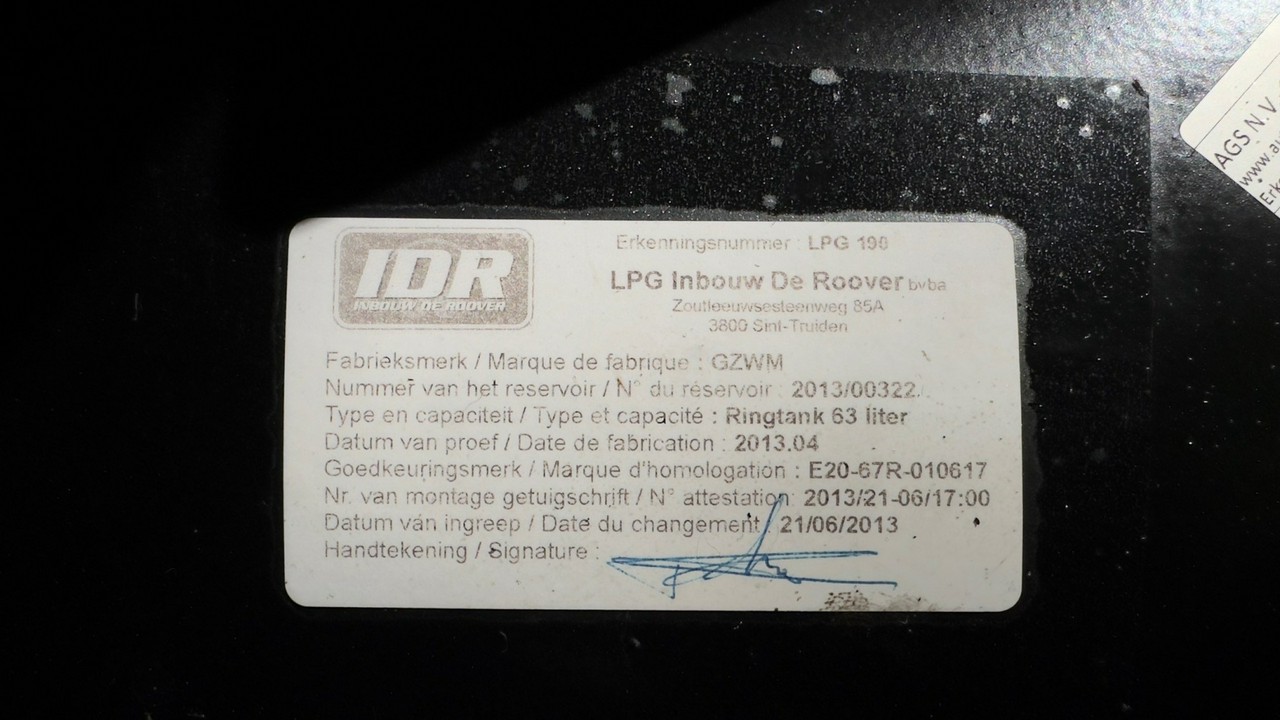 IDR
INBOUW DE ROOVER
Erkenningsnummer : LPG 190
LPG Inbouw De Roover bvba
Zoutleeuwsesteenweg 85A
3800 Sint-Truiden
Fabrieksmerk / Marque de fabrique : GZWM
Nummer van het reservoir / N° du réservoir : 2013/00322
Type en capaciteit / Type et capacité : Ringtank 63 liter
Datum van proef / Date de fabrication : 2013.04
Goedkeuringsmerk / Marque d'homologation : E20-67R-010617
Nr. van montage getuigschrift / N° attestation: 2013/21-06/17:00
Datum van ingreep / Date du changement : 21/06/2013
Handtekening / Signature :
AGS N.V.
www.a